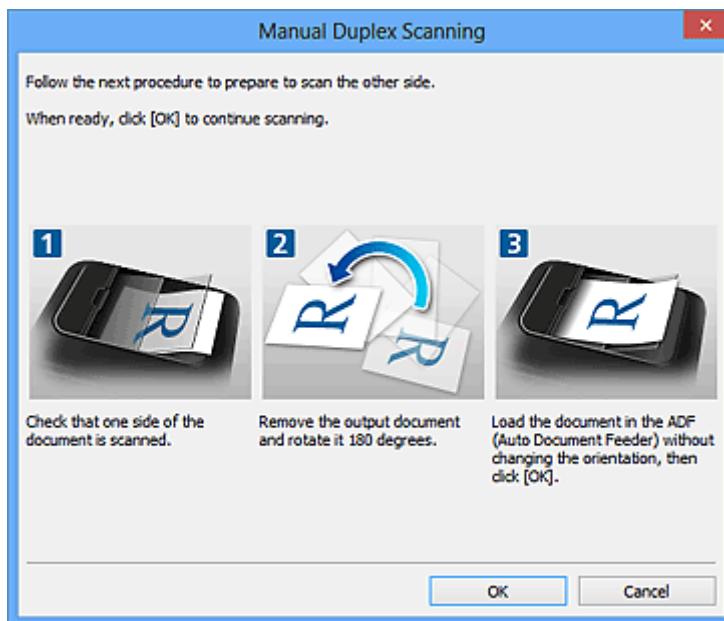 Manual Duplex Scanning
Follow the next procedure to prepare to scan the other side.
When ready, click [OK] to continue scanning.
1
2
3
R
R
R
R
Check that one side of the
document is scanned.
Remove the output document
and rotate it 180 degrees.
Load the document in the ADF
(Auto Document Feeder) without
changing the orientation, then
click [OK].
OK
Cancel